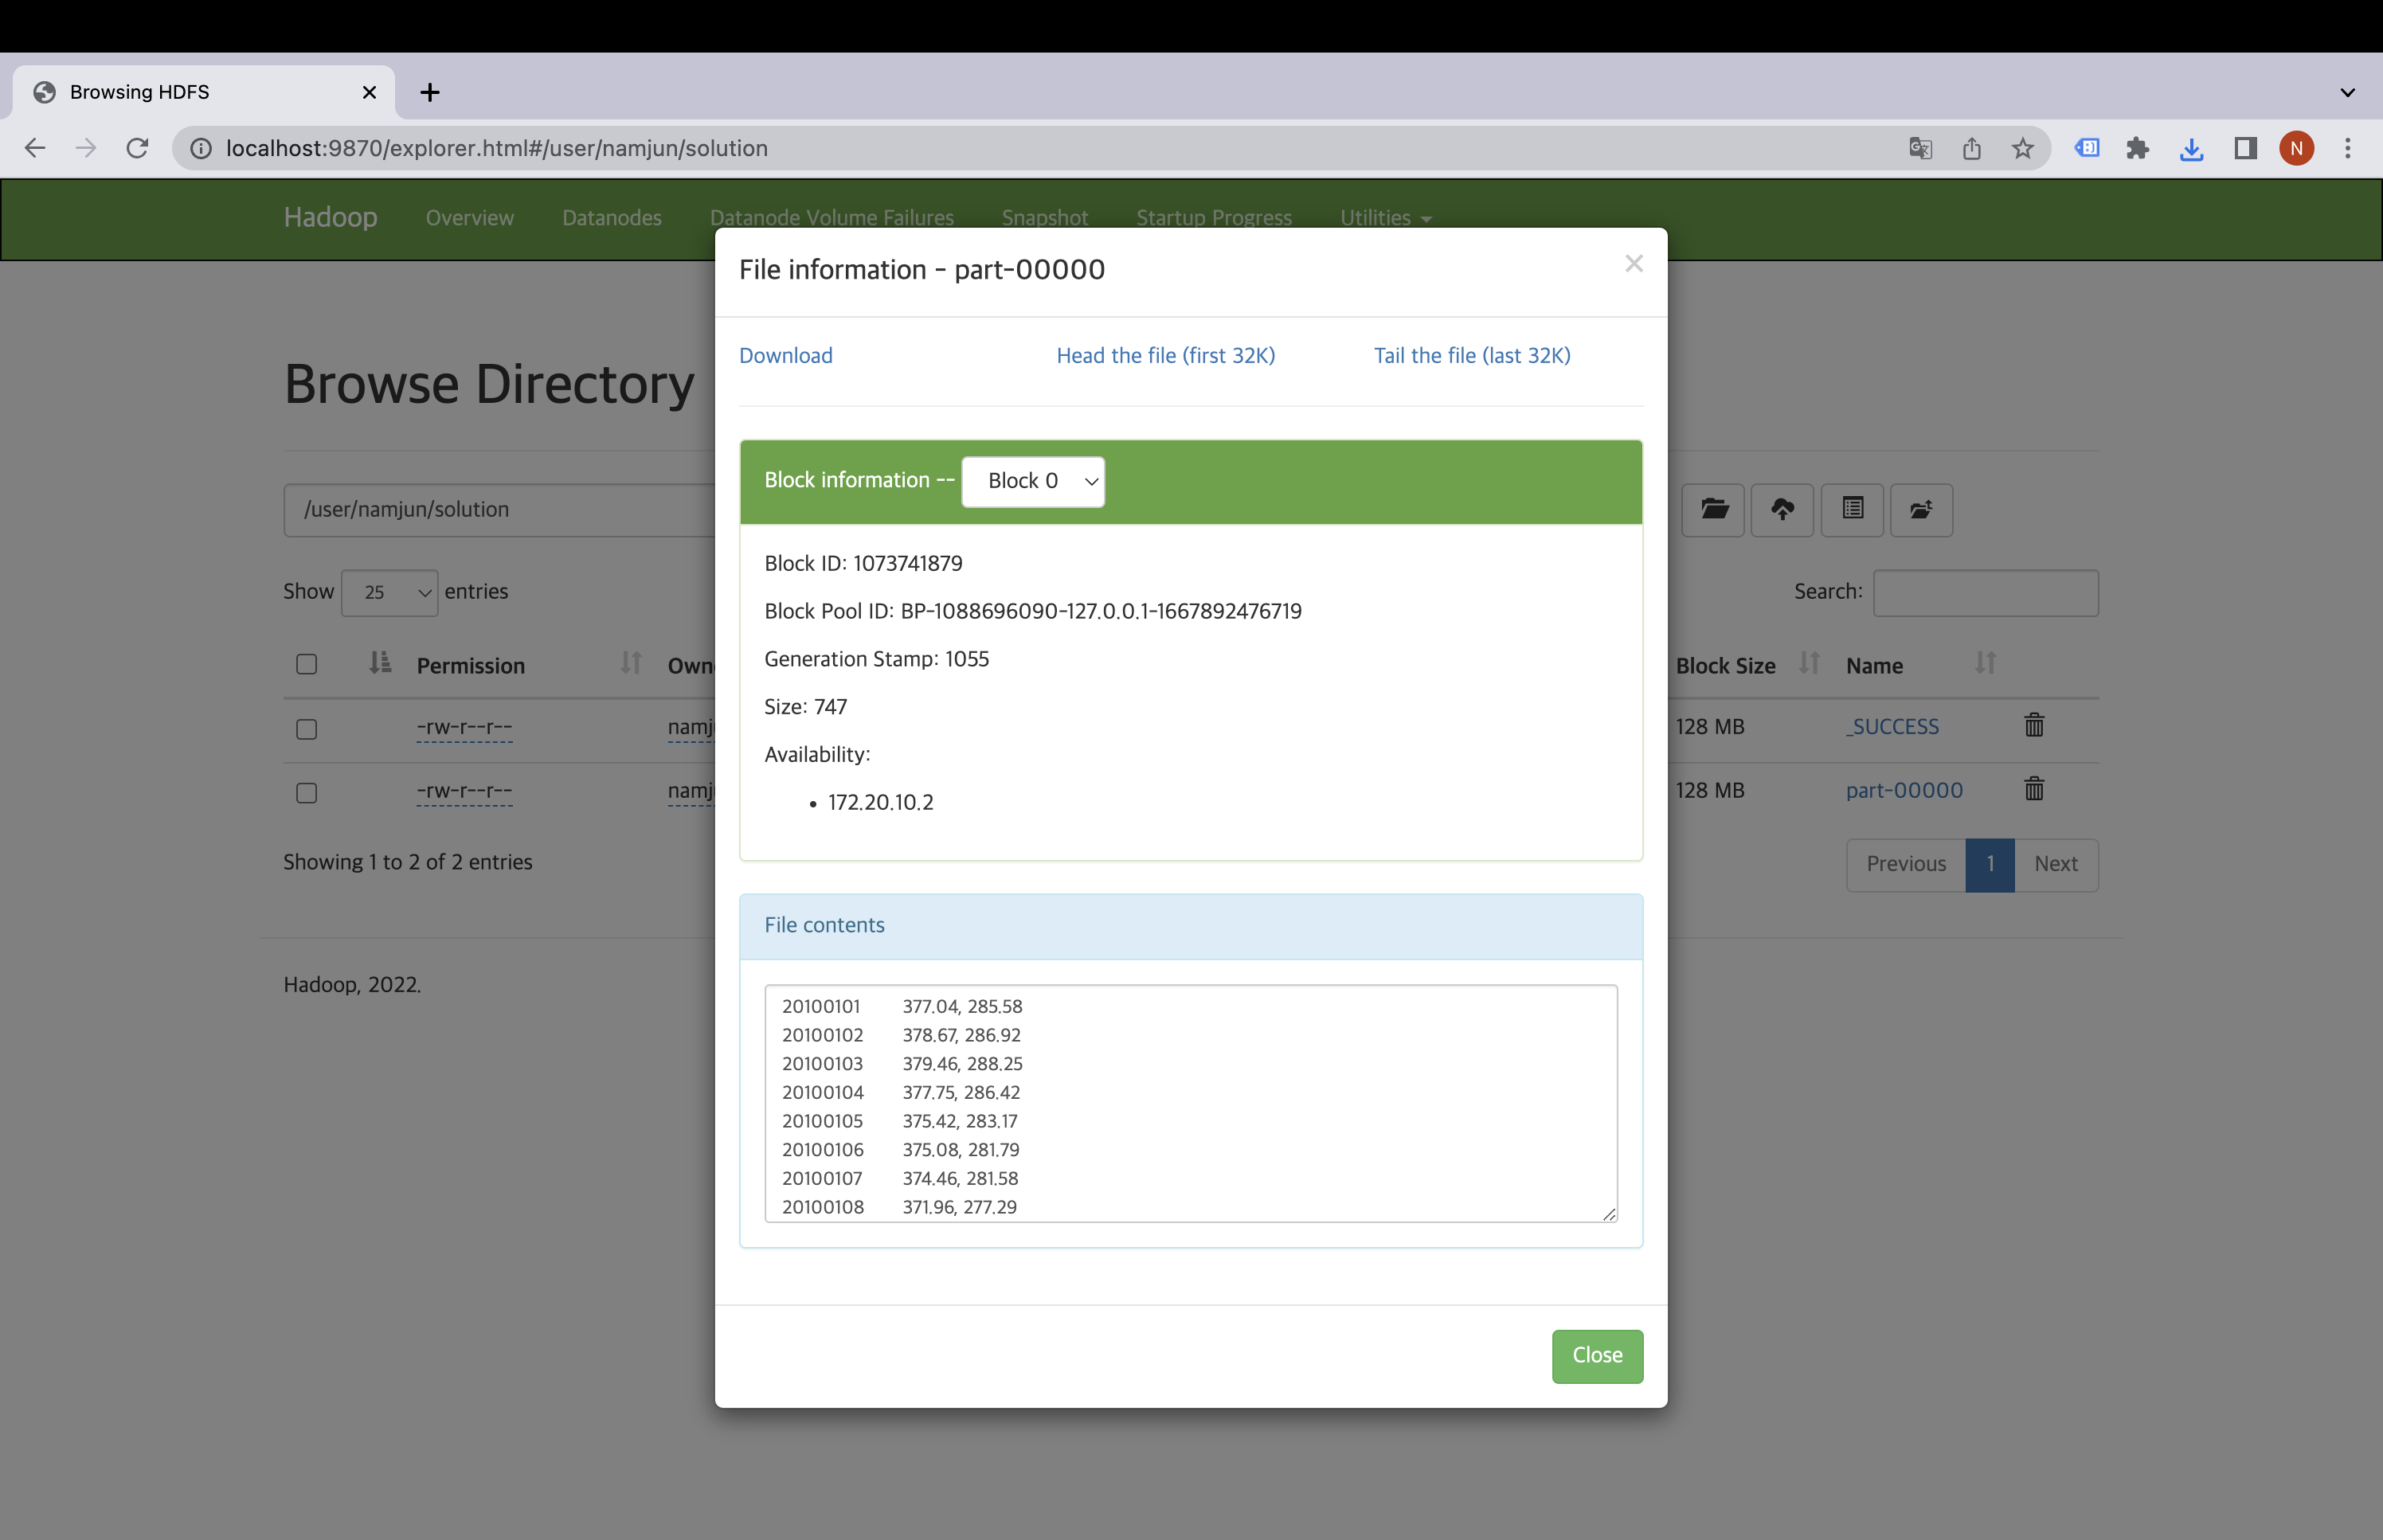 Browsing HDFS
localhost:9870/explorer.html#/user/namjun/solution
N
Hadoop Overview Datanodes Datanode Volume Failures Snapshot Startup Progress Utilities
File information - part-00000
Download Head the file (first 32K) Tail the file (last 32K)
Browse Directory
Block information -- Block 0
/user/namjun/solution
Block ID: 1073741879
Show 25 entries
Search:
Block Pool ID: BP-1088696090-127.0.0.1-1667892476719
Generation Stamp: 1055
Permission Own Block Size Name
Size: 747
-rw-r--r-- namj 128 MB _SUCCESS
Availability:
-rw-r--r-- namj 128 MB part-00000
172.20.10.2
Showing 1 to 2 of 2 entries
Previous 1 Next
File contents
Hadoop, 2022.
20100101 377.04, 285.58
20100102 378.67, 286.92
20100103 379.46, 288.25
20100104 377.75, 286.42
20100105 375.42, 283.17
20100106 375.08, 281.79
20100107 374.46, 281.58
20100108 371.96, 277.29
Close